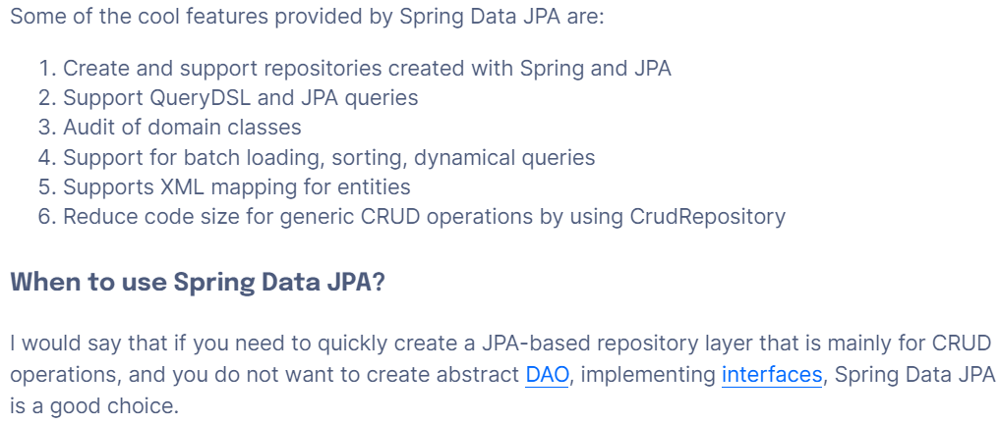 Some of the cool features provided by Spring Data JPA are:
1. Create and support repositories created with Spring and JPA
2. Support QueryDSL and JPA queries
3. Audit of domain classes
4. Support for batch loading, sorting, dynamical queries
5. Supports XML mapping for entities
6. Reduce code size for generic CRUD operations by using CrudRepository
When to use Spring Data JPA?
I would say that if you need to quickly create a JPA-based repository layer that is mainly for CRUD
operations, and you do not want to create abstract DAO, implementing interfaces, Spring Data JPA
is a good choice.